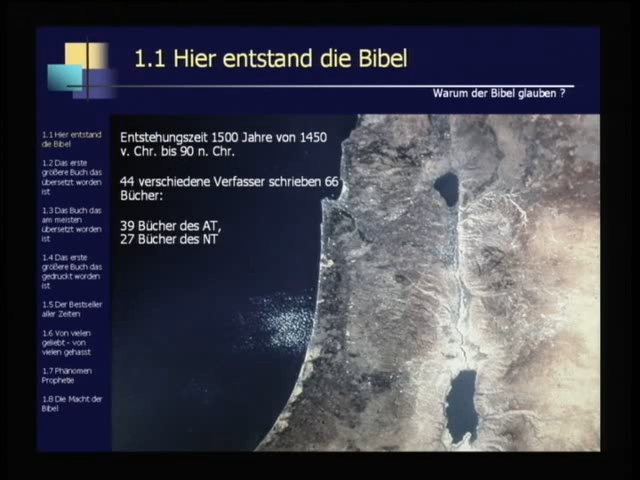 1.1 Hier entstand die Bibel
Warum der Bibel glauben ?
1.1 Hier entstand
die Bibel
1.2 Das erste
größere Buch das
übersetzt worden
ist
1.3 Das Buch das
am meisten
übersetzt worden
ist
1.4 Das erste
größere Buch das
gedruckt worden
ist
1.5 Der Bestseller
aller Zeiten
1.6 Von vielen
geliebt - von
vielen gehasst
1.7 Phänomen
Prophetie
1.8 Die Macht der
Bibel
Entstehungszeit 1500 Jahre von 1450
v. Chr. bis 90 n. Chr.
44 verschiedene Verfasser schrieben 66
Bücher:
39 Bücher des AT,
27 Bücher des NT